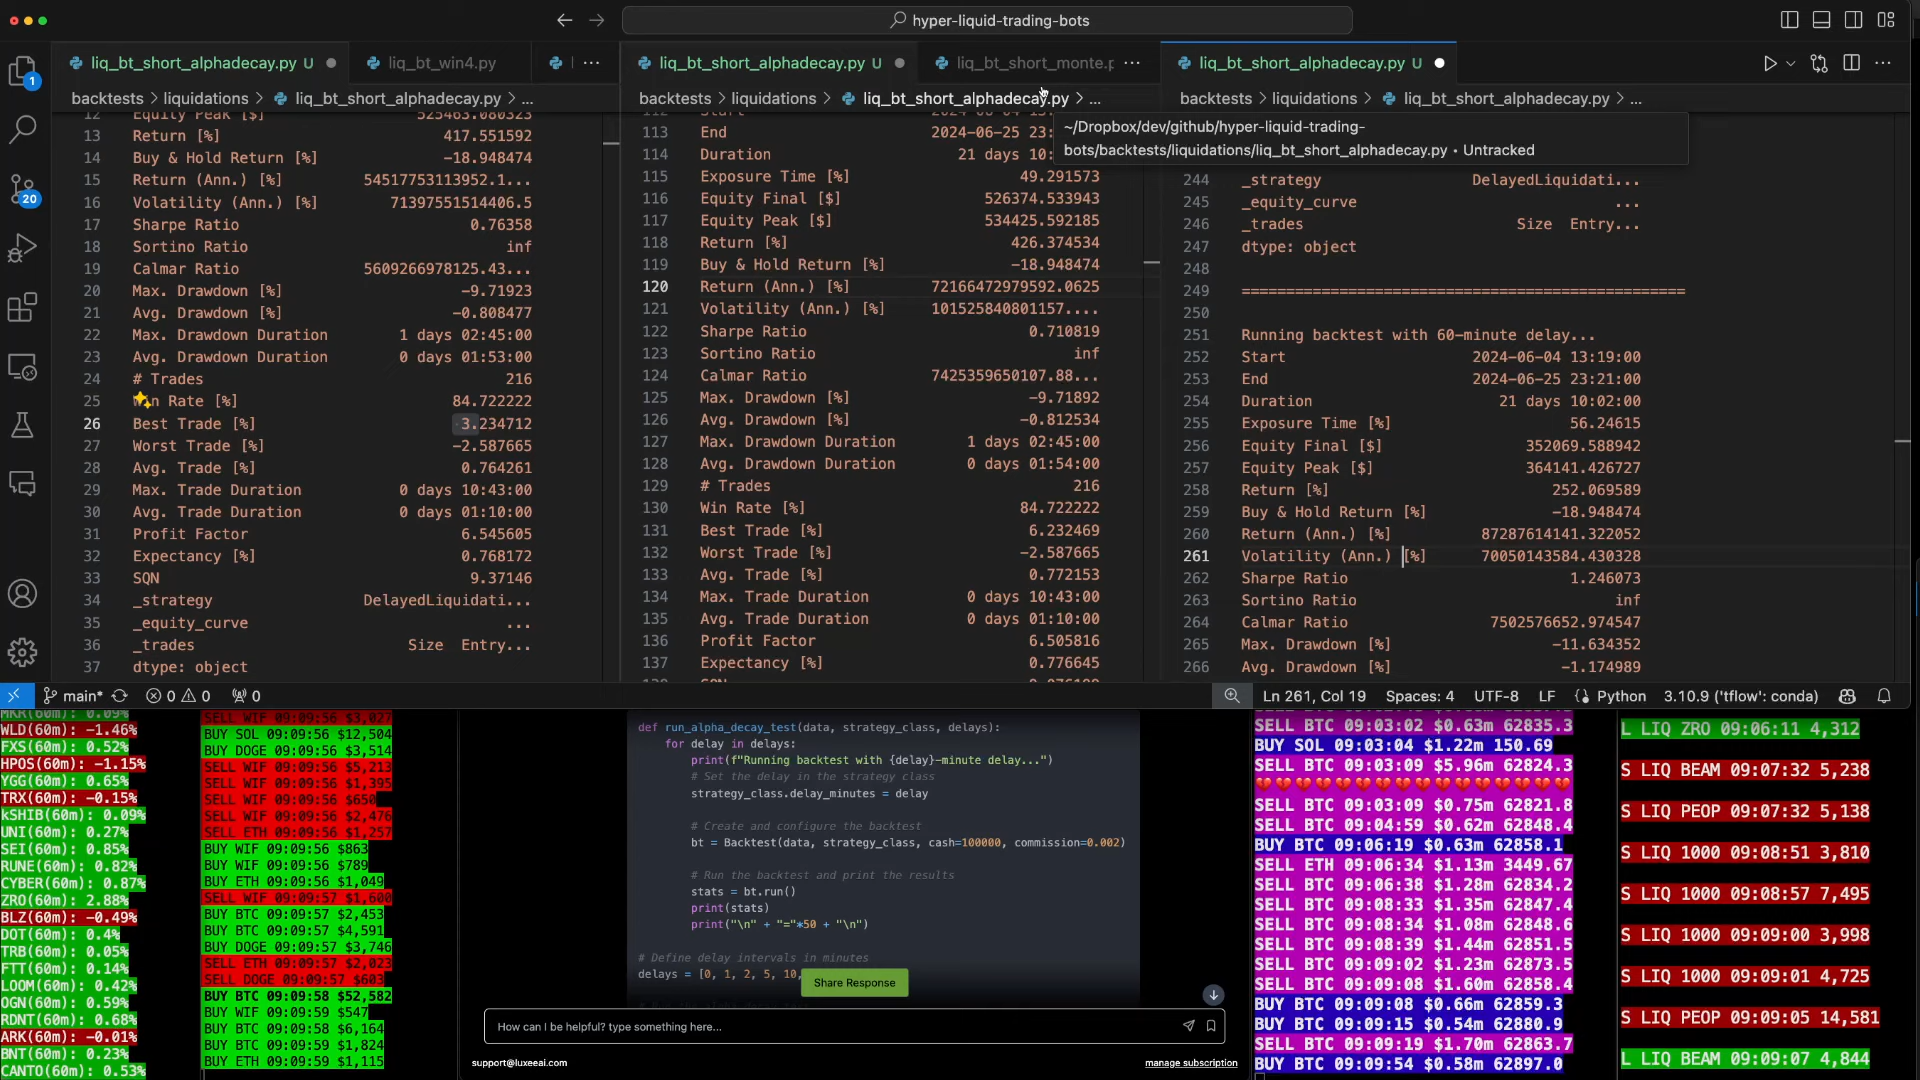 hyper-liquid-trading-bots
liq_bt_short_alphadecay.py U
liq_bt_win4.py
liq_bt_short_alphadecay.py U
liq_bt_short_monte.p
liq_bt_short_alphadecay.py U
backtests > liquidations > liq_bt_short_alphadecay.py > ...
backtests > liquidations > liq_bt_short_alphadecay.py > ...
backtests > liquidations > liq_bt_short_alphadecay.py > ...
~/Dropbox/dev/github/hyper-liquid-trading-
bots/backtests/liquidations/liq_bt_short_alphadecay.py • Untracked
1
20
12 Equity Peak [$] 525463.080323
13 Return [%] 417.551592
14 Buy & Hold Return [%] -18.948474
15 Return (Ann.) [%] 54517753113952.1...
16 Volatility (Ann.) [%] 71397551514406.5
17 Sharpe Ratio 0.76358
18 Sortino Ratio inf
19 Calmar Ratio 5609266978125.43...
20 Max. Drawdown [%] -9.71923
21 Avg. Drawdown [%] -0.808477
22 Max. Drawdown Duration 1 days 02:45:00
23 Avg. Drawdown Duration 0 days 01:53:00
24 # Trades 216
25 Win Rate [%] 84.722222
26 Best Trade [%] 3.234712
27 Worst Trade [%] -2.587665
28 Avg. Trade [%] 0.764261
29 Max. Trade Duration 0 days 10:43:00
30 Avg. Trade Duration 0 days 01:10:00
31 Profit Factor 6.545605
32 Expectancy [%] 0.768172
33 SQN 9.37146
34 _strategy DelayedLiquidati...
35 _equity_curve ...
36 _trades Size Entry...
37 dtype: object
113 End 2024-06-25 23:
114 Duration 21 days 10:
115 Exposure Time [%] 49.291573
116 Equity Final [$] 526374.533943
117 Equity Peak [$] 534425.592185
118 Return [%] 426.374534
119 Buy & Hold Return [%] -18.948474
120 Return (Ann.) [%] 72166472979592.0625
121 Volatility (Ann.) [%] 101525840801157....
122 Sharpe Ratio 0.710819
123 Sortino Ratio inf
124 Calmar Ratio 7425359650107.88...
125 Max. Drawdown [%] -9.71892
126 Avg. Drawdown [%] -0.812534
127 Max. Drawdown Duration 1 days 02:45:00
128 Avg. Drawdown Duration 0 days 01:54:00
129 # Trades 216
130 Win Rate [%] 84.722222
131 Best Trade [%] 6.232469
132 Worst Trade [%] -2.587665
133 Avg. Trade [%] 0.772153
134 Max. Trade Duration 0 days 10:43:00
135 Avg. Trade Duration 0 days 01:10:00
136 Profit Factor 6.505816
137 Expectancy [%] 0.776645
244 _strategy DelayedLiquidati...
245 _equity_curve ...
246 _trades Size Entry...
247 dtype: object
248
249 ==================================================
250
251 Running backtest with 60-minute delay...
252 Start 2024-06-04 13:19:00
253 End 2024-06-25 23:21:00
254 Duration 21 days 10:02:00
255 Exposure Time [%] 56.24615
256 Equity Final [$] 352069.588942
257 Equity Peak [$] 364141.426727
258 Return [%] 252.069589
259 Buy & Hold Return [%] -18.948474
260 Return (Ann.) [%] 87287614141.322052
261 Volatility (Ann.) [%] 70050143584.430328
262 Sharpe Ratio 1.246073
263 Sortino Ratio inf
264 Calmar Ratio 7502576652.974547
265 Max. Drawdown [%] -11.634352
266 Avg. Drawdown [%] -1.174989
main* 0 0 0
Ln 261, Col 19 Spaces: 4 UTF-8 LF Python 3.10.9 ('tflow': conda)
MKR(60m): 0.09%
WLD(60m): -1.46%
FXS(60m): 0.52%
HPOS(60m): -1.15%
YGG(60m): 0.65%
TRX(60m): -0.15%
kSHIB(60m): 0.09%
UNI(60m): 0.27%
SEI(60m): 0.85%
RUNE(60m): 0.82%
CYBER(60m): 0.87%
ZRO(60m): 2.88%
BLZ(60m): -0.49%
DOT(60m): 0.4%
TRB(60m): 0.05%
FTT(60m): 0.14%
LOOM(60m): 0.42%
OGN(60m): 0.59%
RDNT(60m): 0.68%
ARK(60m): -0.01%
BNT(60m): 0.23%
CANTO(60m): 0.53%
SELL WIF 09:09:56 $3,027
BUY SOL 09:09:56 $12,504
BUY DOGE 09:09:56 $3,514
SELL WIF 09:09:56 $5,213
SELL WIF 09:09:56 $1,395
SELL WIF 09:09:56 $650
SELL WIF 09:09:56 $2,476
SELL ETH 09:09:56 $1,257
BUY WIF 09:09:56 $863
BUY WIF 09:09:56 $789
BUY ETH 09:09:56 $1,049
SELL WIF 09:09:57 $1,600
BUY BTC 09:09:57 $2,453
BUY BTC 09:09:57 $4,591
BUY DOGE 09:09:57 $3,746
SELL ETH 09:09:57 $2,023
SELL DOGE 09:09:57 $603
BUY BTC 09:09:58 $52,582
BUY WIF 09:09:59 $547
BUY BTC 09:09:58 $6,164
BUY BTC 09:09:59 $1,824
BUY ETH 09:09:59 $1,115
def run_alpha_decay_test(data, strategy_class, delays):
for delay in delays:
print(f"Running backtest with {delay}-minute delay...")
# Set the delay in the strategy class
strategy_class.delay_minutes = delay
# Create and configure the backtest
bt = Backtest(data, strategy_class, cash=100000, commission=0.002)
# Run the backtest and print the results
stats = bt.run()
print(stats)
print("\n" + "="*50 + "\n")
# Define delay intervals in minutes
delays = [0, 1, 2, 5, 10,
Share Response
How can I be helpful? type something here...
support@luxeeai.com
manage subscription
SELL BTC 09:03:02 $0.63m 62835.3
BUY SOL 09:03:04 $1.22m 150.69
SELL BTC 09:03:09 $5.96m 62824.3
SELL BTC 09:03:09 $0.75m 62821.8
SELL BTC 09:04:59 $0.62m 62848.4
BUY BTC 09:06:19 $0.63m 62858.1
SELL ETH 09:06:34 $1.13m 3449.67
SELL BTC 09:06:38 $1.28m 62834.2
SELL BTC 09:08:33 $1.35m 62847.4
SELL BTC 09:08:34 $1.08m 62848.6
SELL BTC 09:08:39 $1.44m 62851.5
SELL BTC 09:09:02 $1.23m 62873.5
SELL BTC 09:09:08 $1.60m 62858.4
BUY BTC 09:09:08 $0.66m 62859.3
BUY BTC 09:09:15 $0.54m 62880.9
SELL BTC 09:09:19 $1.70m 62863.7
BUY BTC 09:09:54 $0.58m 62897.0
L LIQ ZRO 09:06:11 4,312
S LIQ BEAM 09:07:32 5,238
S LIQ PEOP 09:07:32 5,138
S LIQ 1000 09:08:51 3,810
S LIQ 1000 09:08:57 7,495
S LIQ 1000 09:09:00 3,998
S LIQ 1000 09:09:01 4,725
S LIQ PEOP 09:09:05 14,581
L LIQ BEAM 09:09:07 4,844